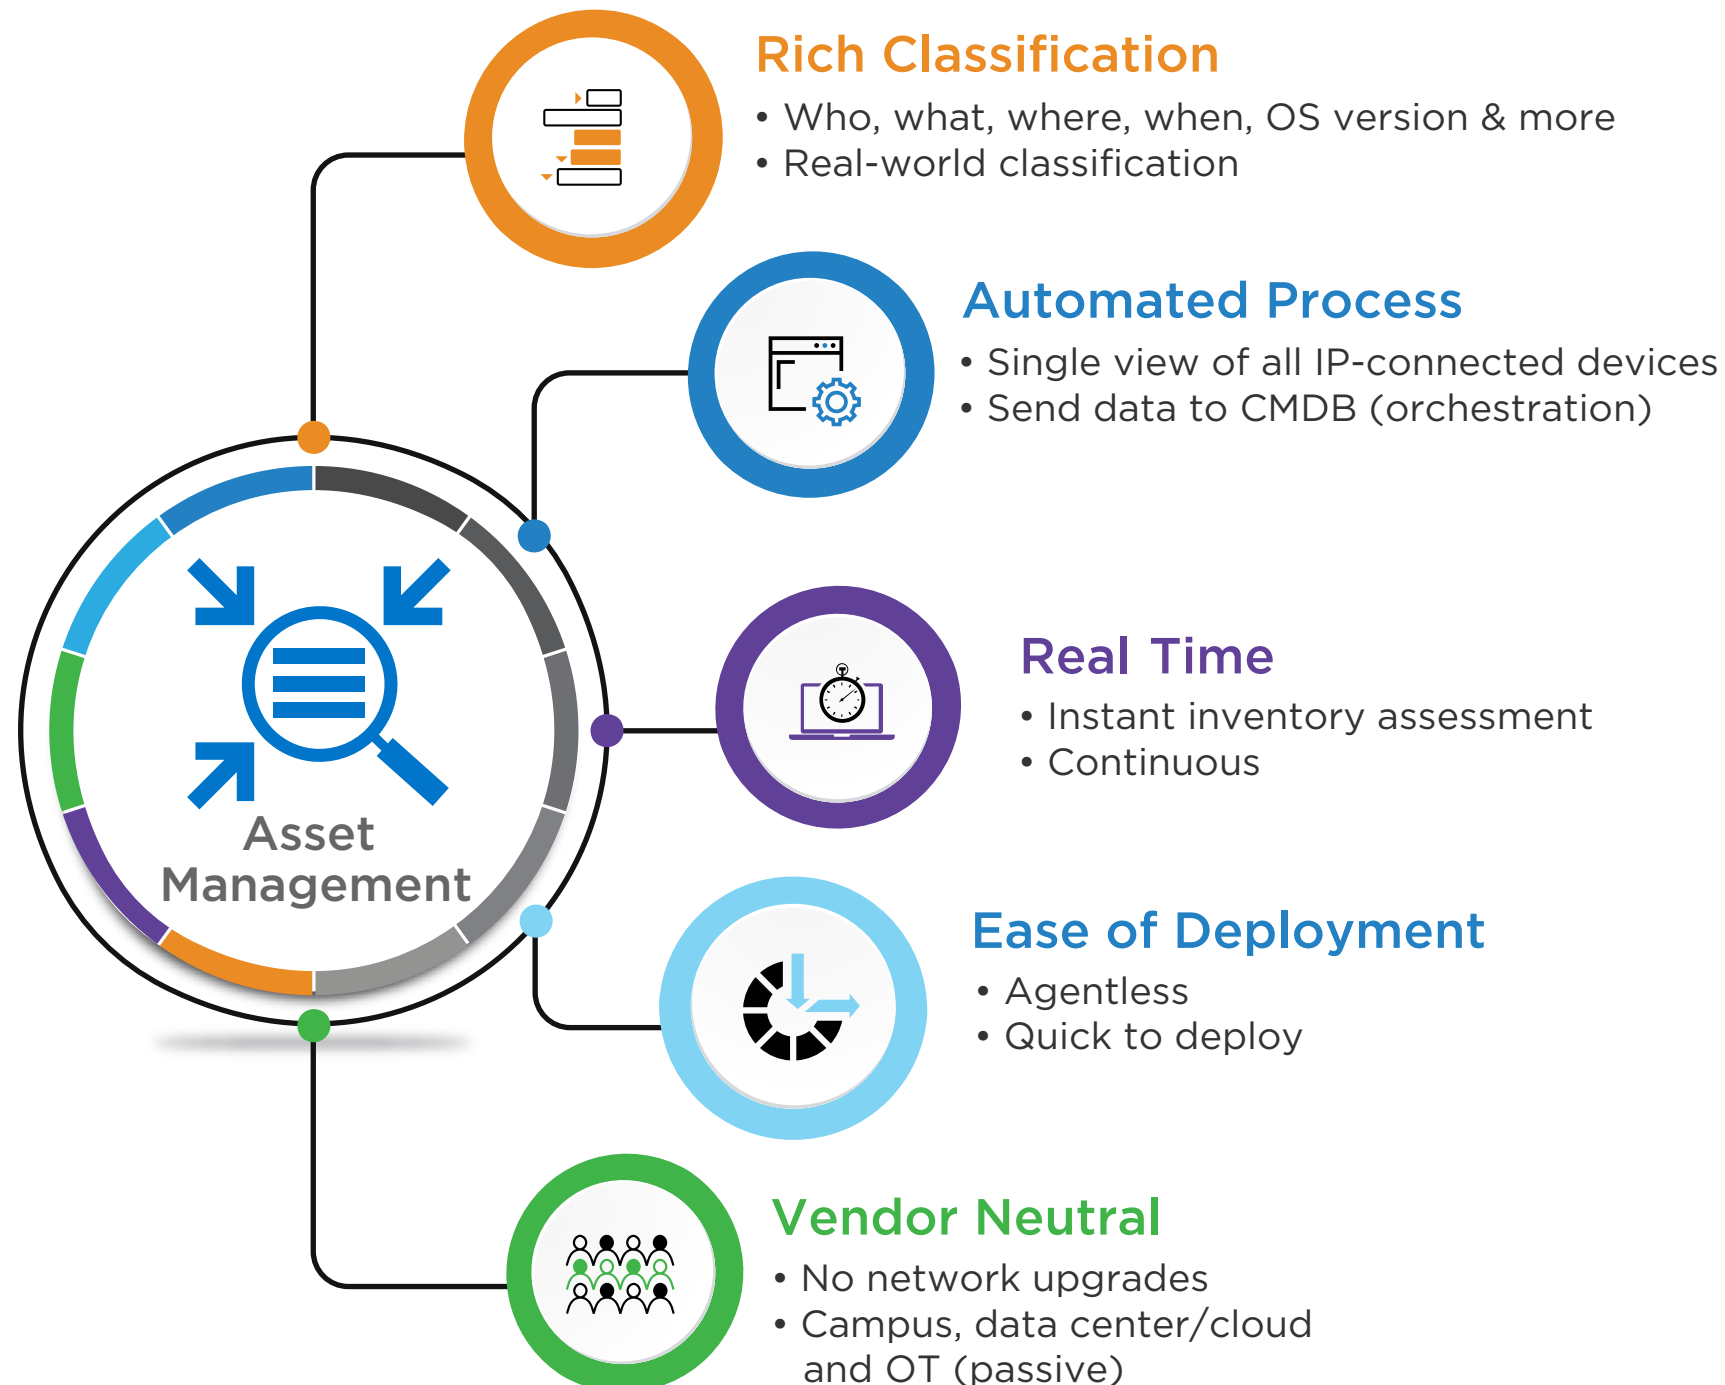 Rich Classification
• Who, what, where, when, OS version & more
• Real-world classification
Automated Process
• Single view of all IP-connected devices
• Send data to CMDB (orchestration)
Real Time
• Instant inventory assessment
• Continuous
Asset
Management
Ease of Deployment
• Agentless
• Quick to deploy
Vendor Neutral
• No network upgrades
• Campus, data center/cloud
and OT (passive)